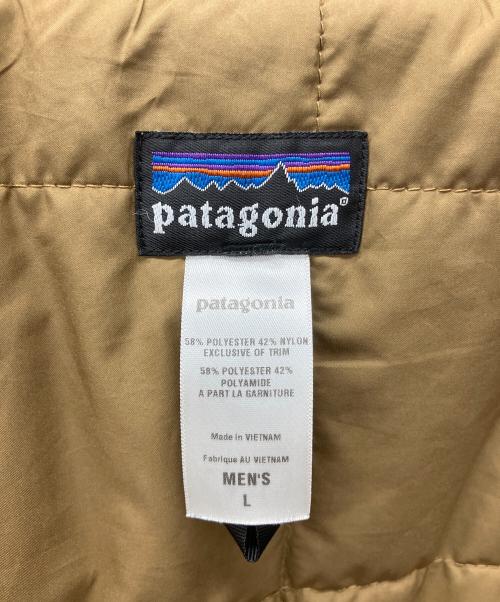 patagonia®
patagonia
58% POLYESTER 42% NYLON
EXCLUSIVE OF TRIM
58% POLYESTER 42%
POLYAMIDE
A PART LA GARNITURE
Made in VIETNAM
Fabrique AU VIETNAM
MEN'S
L